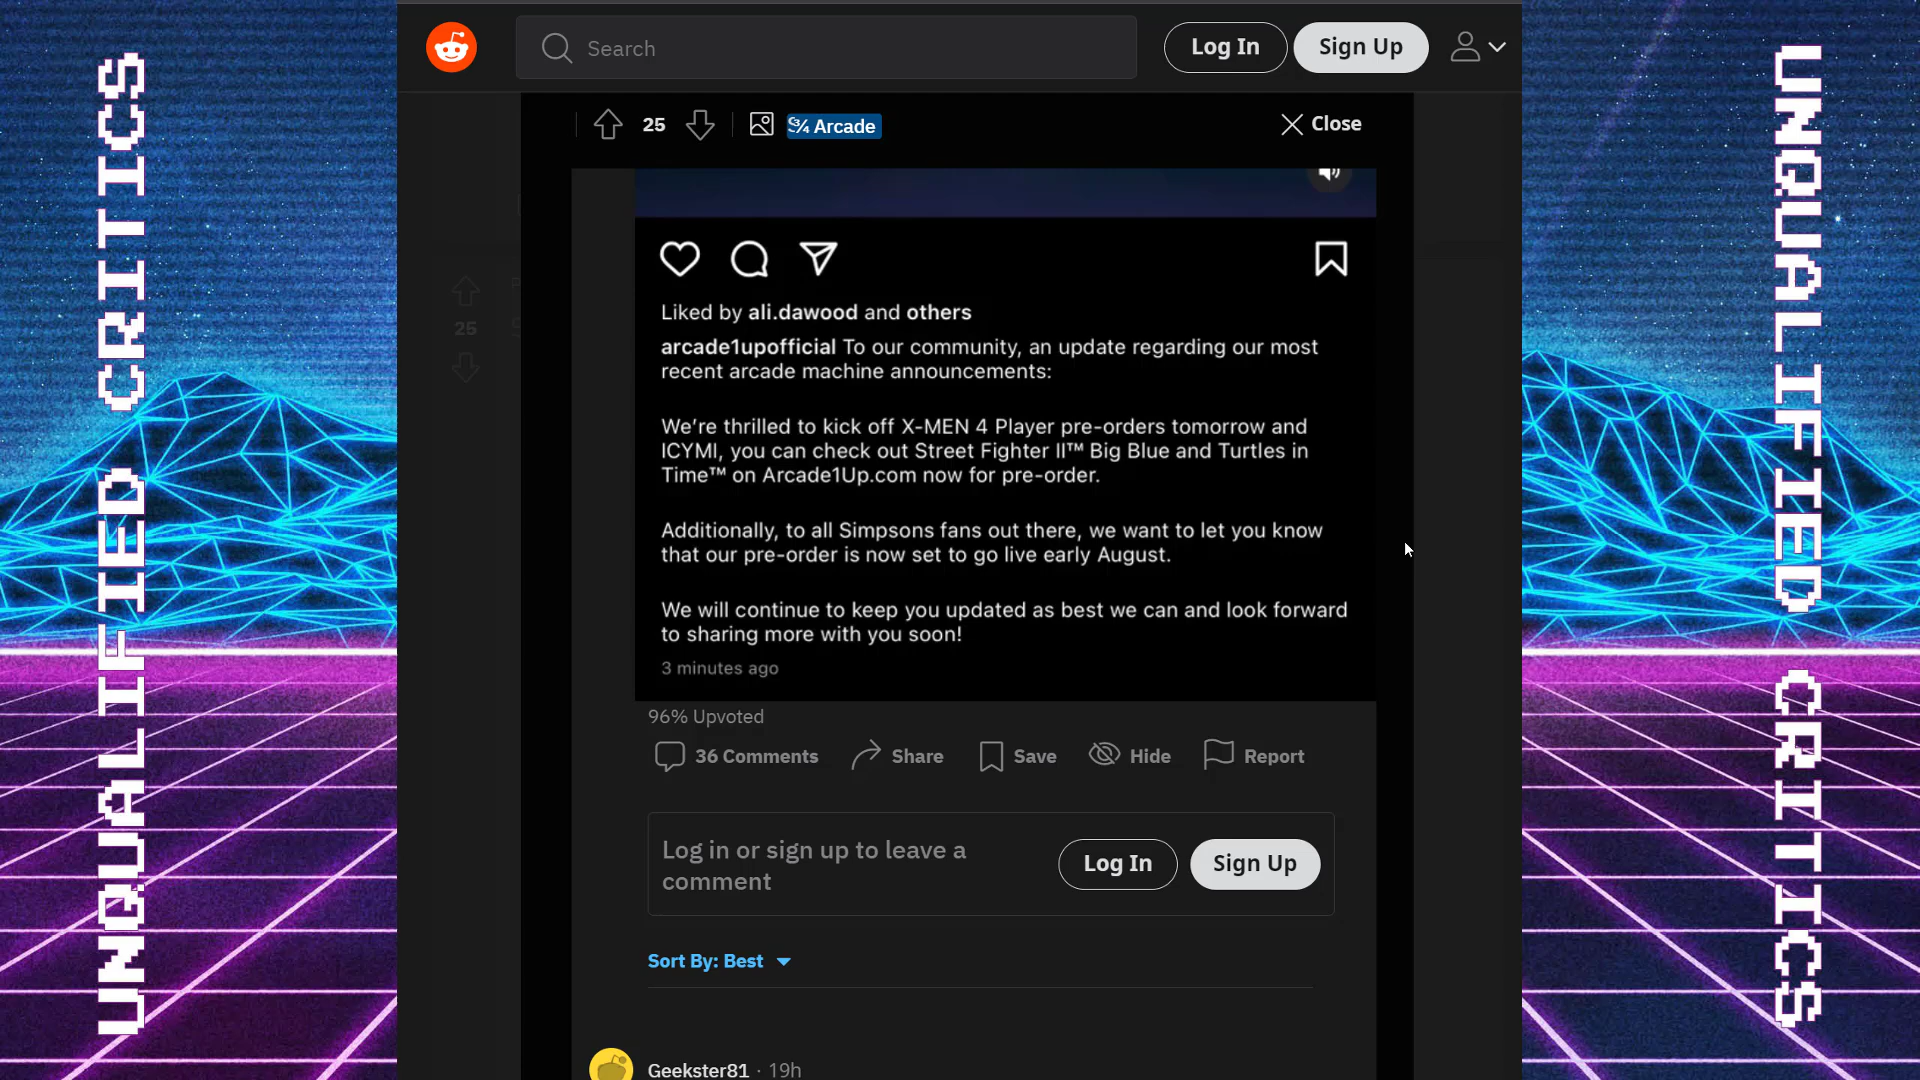 Search
Log In
Sign Up
25
¾ Arcade
Close
Liked by ali.dawood and others
arcade1upofficial To our community, an update regarding our most
recent arcade machine announcements:
We're thrilled to kick off X-MEN 4 Player pre-orders tomorrow and
ICYMI, you can check out Street Fighter II™ Big Blue and Turtles in
Time™ on Arcade1Up.com now for pre-order.
Additionally, to all Simpsons fans out there, we want to let you know
that our pre-order is now set to go live early August.
We will continue to keep you updated as best we can and look forward
to sharing more with you soon!
3 minutes ago
96% Upvoted
36 Comments
Share
Save
Hide
Report
Log in or sign up to leave a
comment
Log In
Sign Up
Sort By: Best
Geekster81 · 19h
25
UNQUALIFIED CRITICS
UNQUALIFIED CRITICS